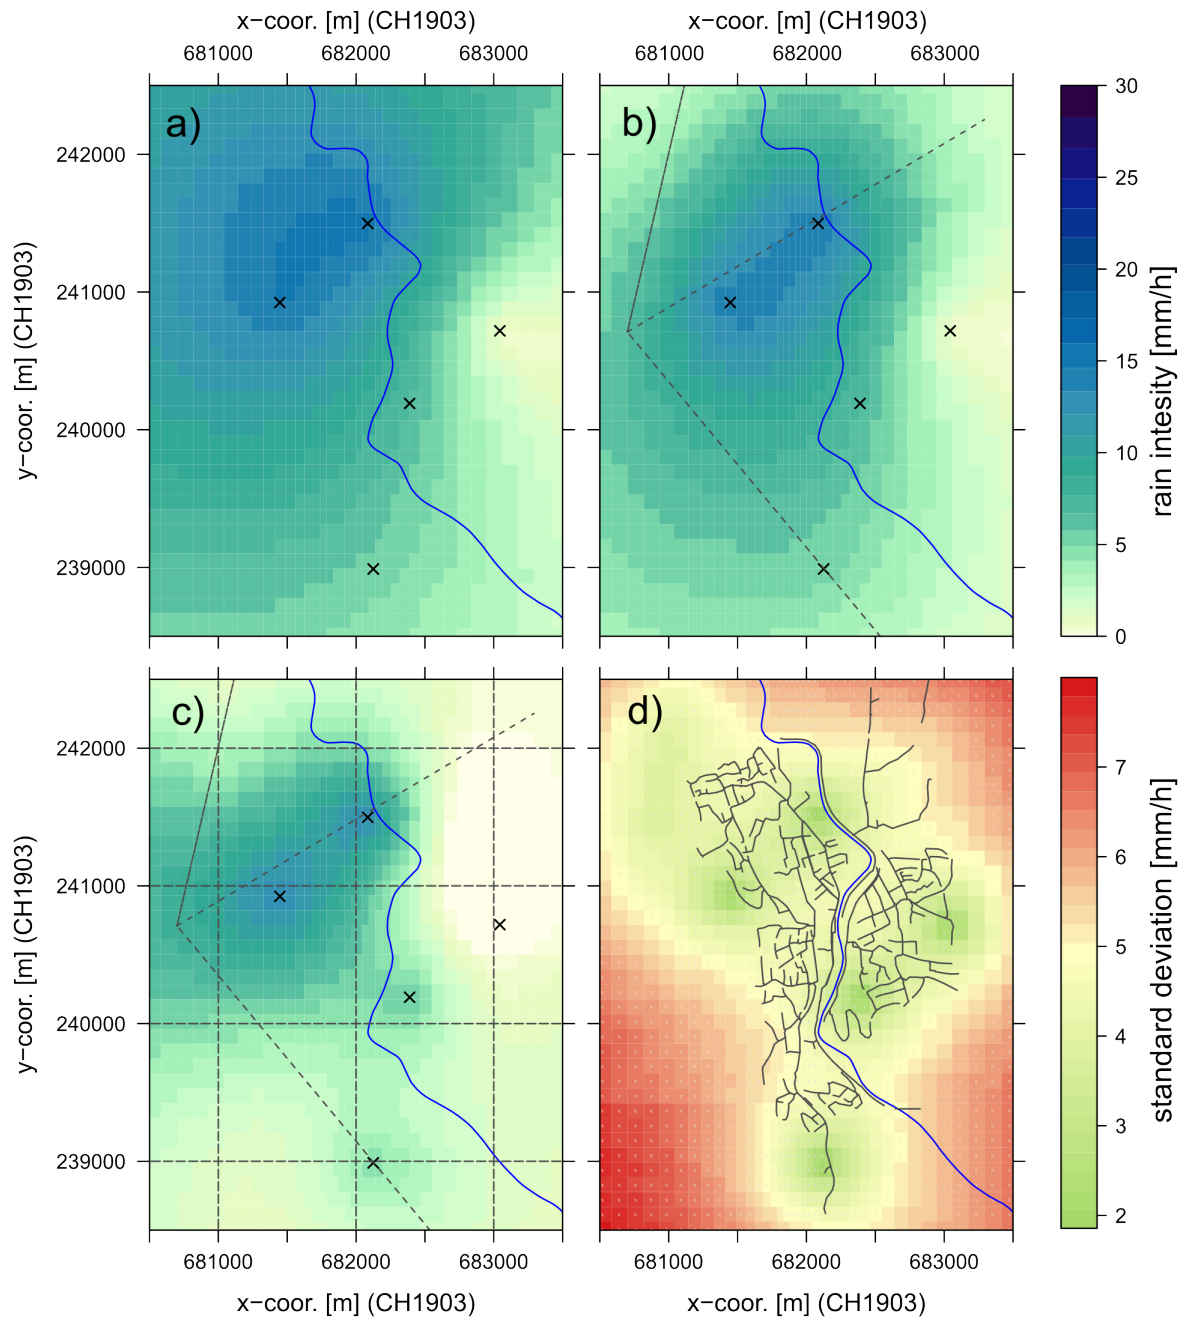 x−coor. [m] (CH1903)
x−coor. [m] (CH1903)
681000 682000 683000
681000 682000 683000
a)
b)
242000
241000
240000
239000
y−coor. [m] (CH1903)
30
25
20
15
10
5
0
rain intesity [mm/h]
c)
d)
242000
241000
240000
239000
y−coor. [m] (CH1903)
7
6
5
4
3
2
standard deviation [mm/h]
681000 682000 683000
681000 682000 683000
x−coor. [m] (CH1903)
x−coor. [m] (CH1903)